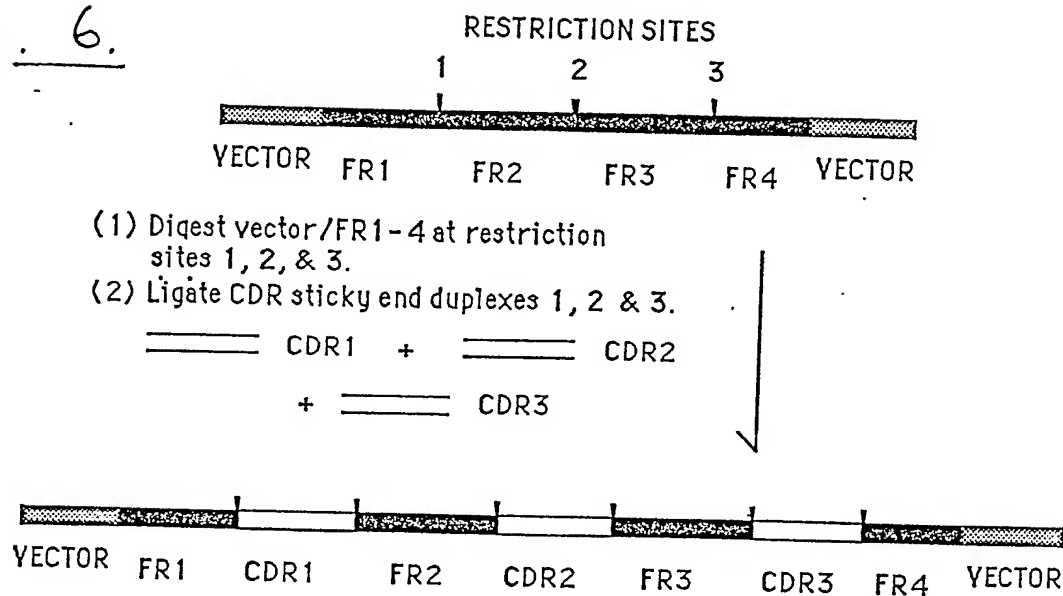 . 6.
RESTRICTION SITES
1 2 3
VECTOR FR1 FR2 FR3 FR4 VECTOR
(1) Digest vector/FR1-4 at restriction
sites 1, 2, & 3.
(2) Ligate CDR sticky end duplexes 1, 2 & 3.
CDR1 + CDR2
+ CDR3
VECTOR FR1 CDR1 FR2 CDR2 FR3 CDR3 FR4 VECTOR